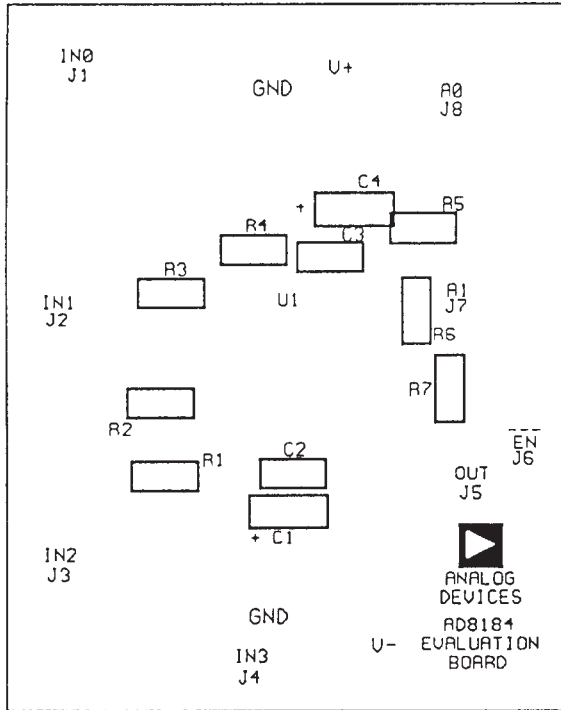 IN0
J1
V+
GND
A0
J8
C4
+
R5
R4
C3
R3
IN1
J2
U1
A1
J7
R6
R7
R2
EN
J6
R1
C2
OUT
J5
+ C1
IN2
J3
ANALOG
DEVICES
GND
AD8184
V- EVALUATION
BOARD
IN3
J4